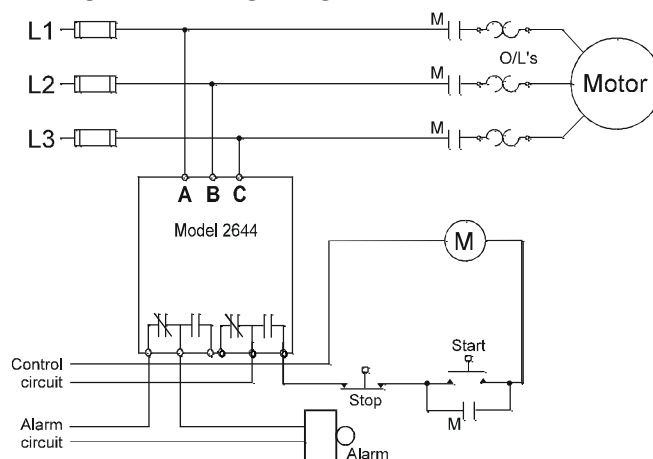 L1
M
O/L's
L2
M
Motor
L3
M
A B C
Model 2644
M
Control
circuit
Start
Stop
M
Alarm
circuit
Alarm